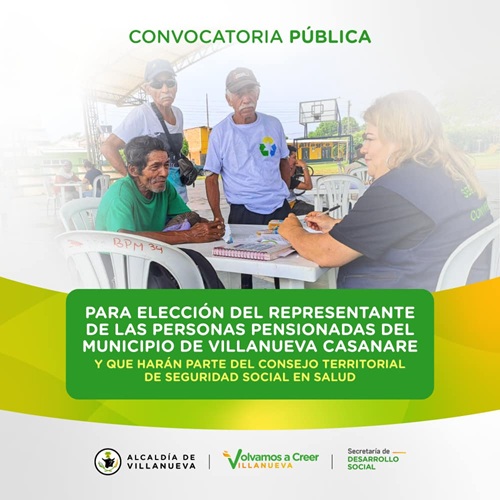 CONVOCATORIA PÚBLICA
BPM 34
PARA ELECCIÓN DEL REPRESENTANTE
DE LAS PERSONAS PENSIONADAS DEL
MUNICIPIO DE VILLANUEVA CASANARE
Y QUE HARÁN PARTE DEL CONSEJO TERRITORIAL
DE SEGURIDAD SOCIAL EN SALUD
ALCALDÍA DE
VILLANUEVA
Volvamos a Creer
VILLANUEVA
Secretaría de
DESARROLLO
SOCIAL